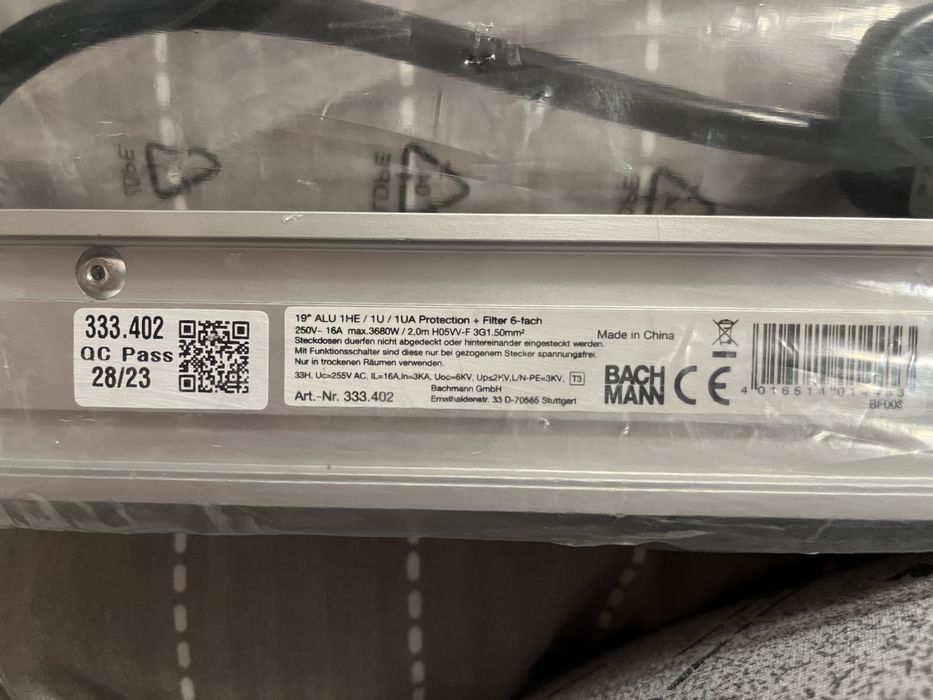 LDPE
LDPE
333.402
QC Pass
28/23
19" ALU 1HE / 1U / 1UA Protection + Filter 6-fach
250V~ 16A max.3680W / 2,0m H05VV-F 3G1.50mm²
Steckdosen duerfen nicht abgedeckt oder hintereinander eingesteckt werden.
Mit Funktionsschalter sind diese nur bei gezogenem Stecker spannungsfrei.
Nur in trockenen Räumen verwenden.
33H, Uc=255V AC, IL=16A,In=3KA, Uoc=6KV, Up≤2KV,L/N-PE=3KV, T3
Bachmann GmbH
Art.-Nr. 333.402
Ernsthaldenstr. 33 D-70565 Stuttgart
Made in China
BACH
MANN
CE
BF003